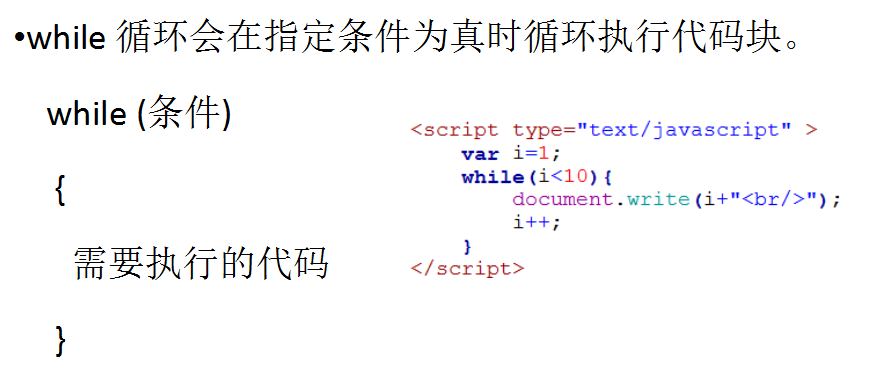 •while 循环会在指定条件为真时循环执行代码块。
while (条件)
{
需要执行的代码
}
<script type="text/javascript" >
var i=1;
while(i<10){
document.write(i+"<br/>");
i++;
}
</script>